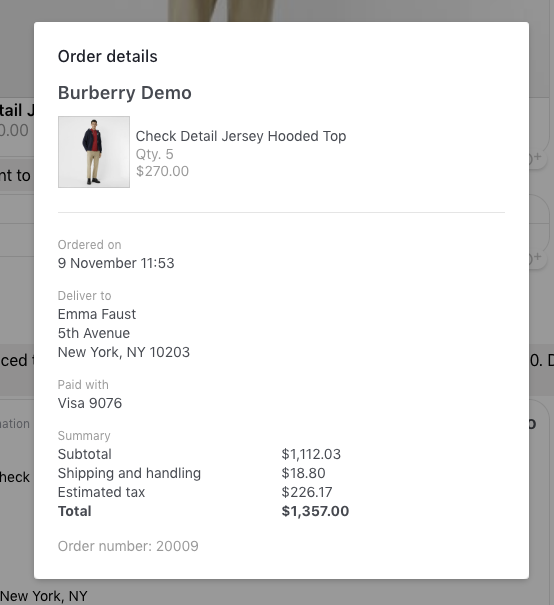 Order details
Burberry Demo
Check Detail Jersey Hooded Top
Qty. 5
$270.00
Ordered on
9 November 11:53
Deliver to
Emma Faust
5th Avenue
New York, NY 10203
Paid with
Visa 9076
Summary
Subtotal $1,112.03
Shipping and handling $18.80
Estimated tax $226.17
Total $1,357.00
Order number: 20009
tail J
0.00
nt to
ced
0. D
nation
heck
New York, NY